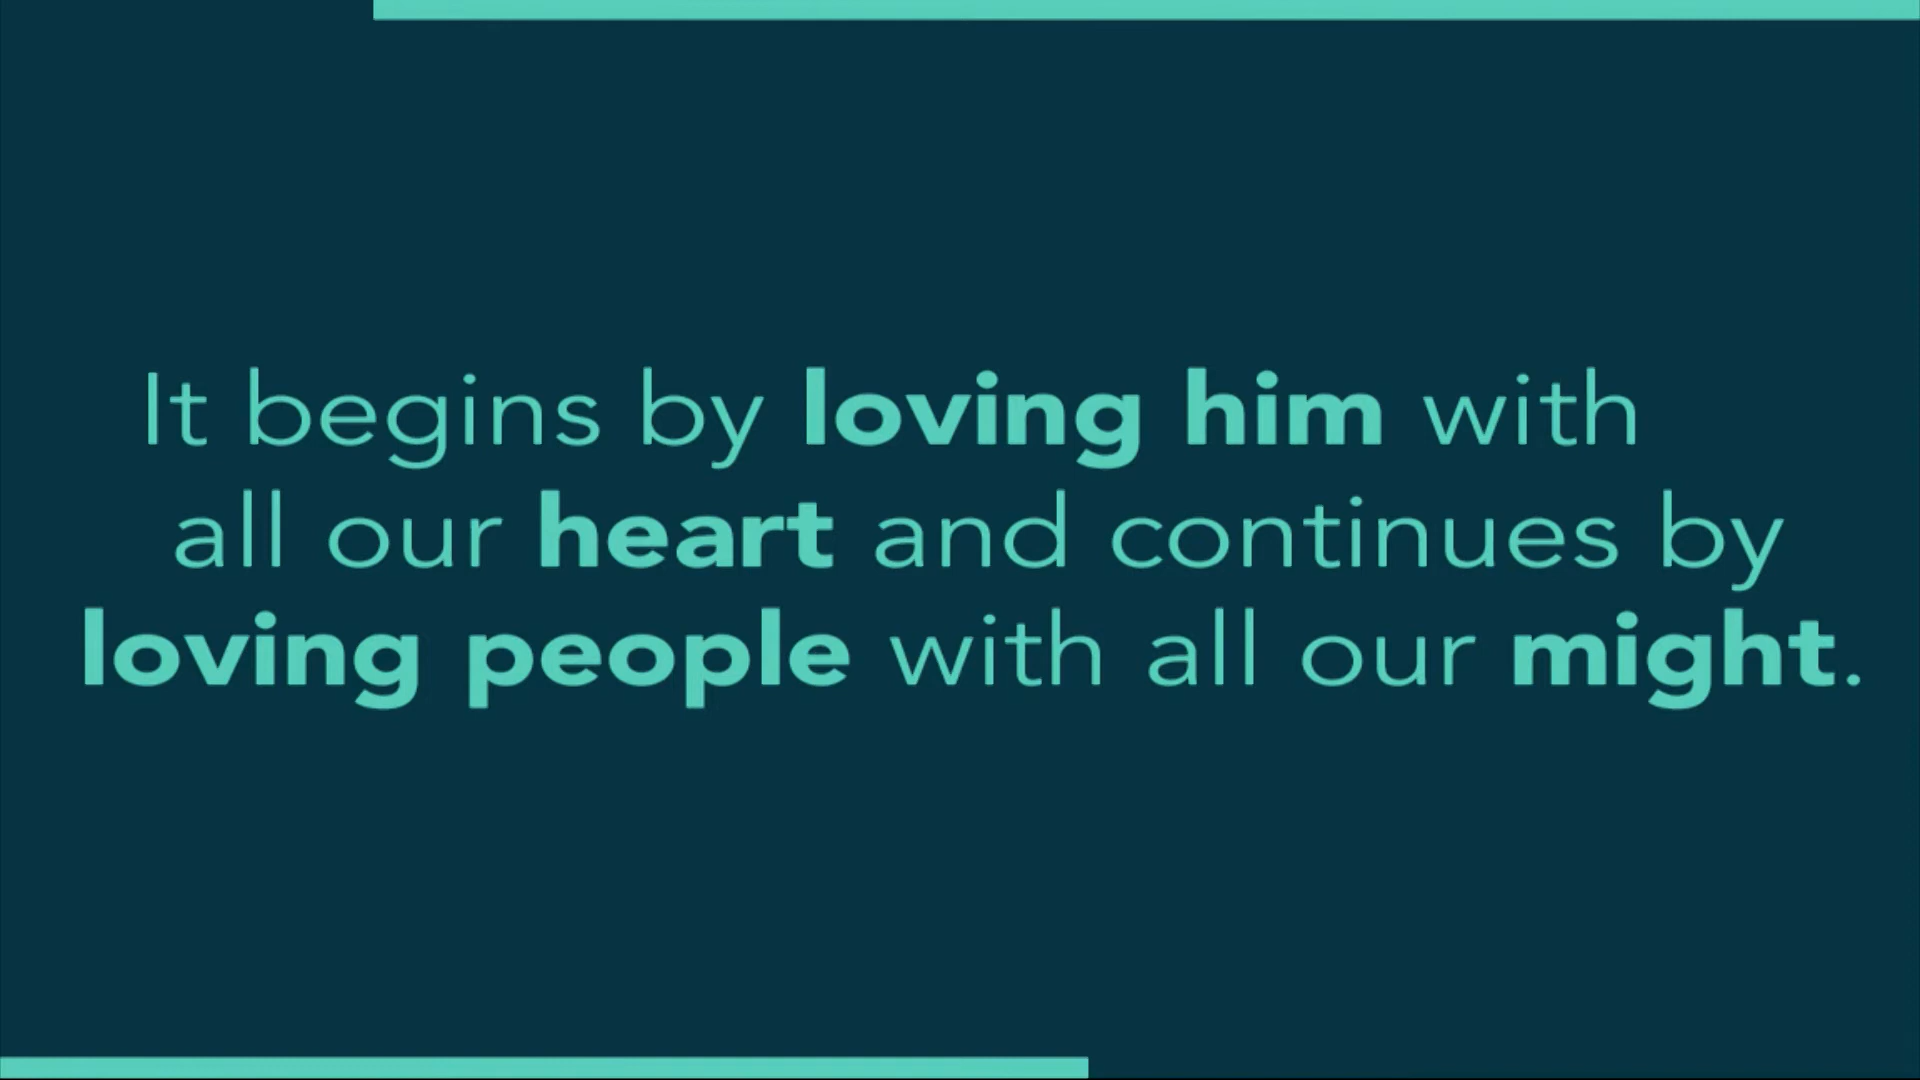 It begins by loving him with
all our heart and continues by
loving people with all our might.